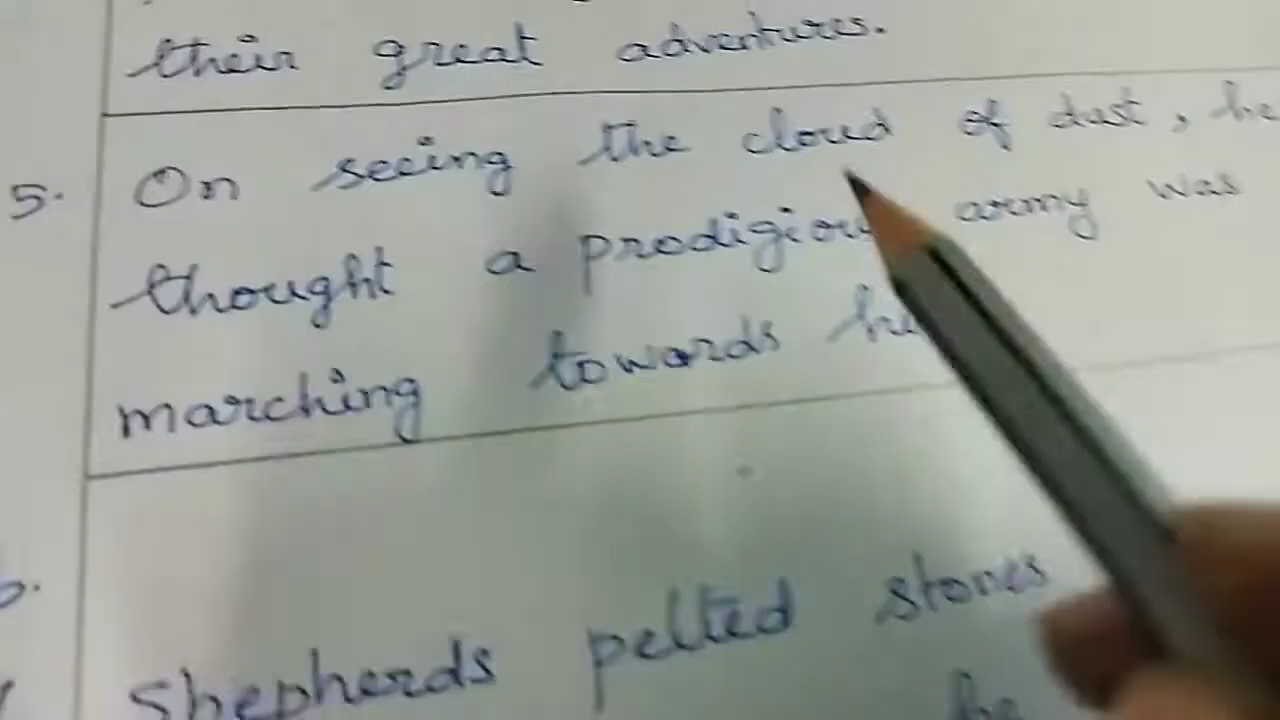 their great adventures.
5. On seeing the cloud of dust, he
thought a prodigious army was
marching towards
Shepherds pelted stones
he